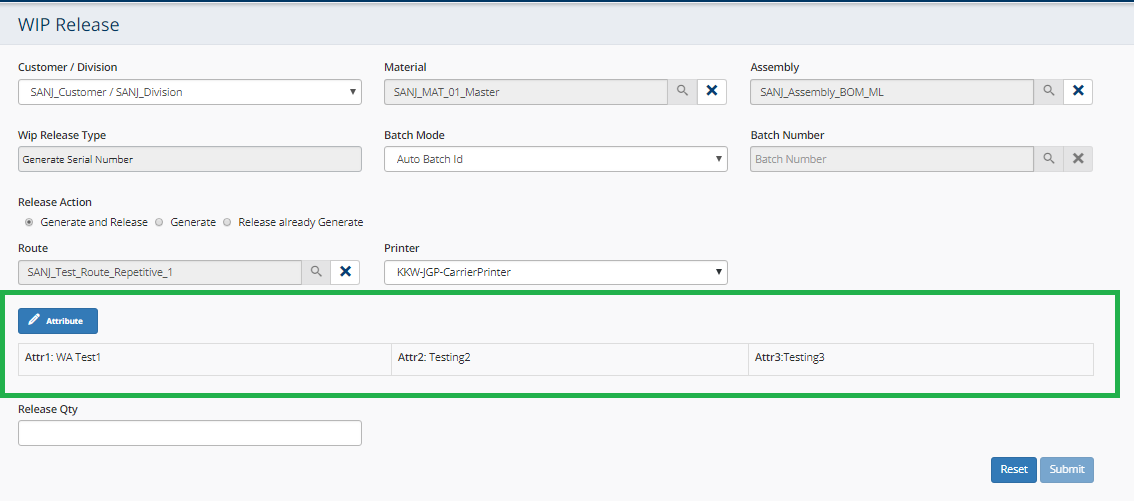 WIP Release
Customer / Division Material Assembly
SANJ_Customer / SANJ_Division SANJ_MAT_01_Master SANJ_Assembly_BOM_ML
Wip Release Type Batch Mode Batch Number
Generate Serial Number Auto Batch Id Batch Number
Release Action
Generate and Release Generate Release already Generate
Route Printer
SANJ_Test_Route_Repetitive_1 KKW-JGP-CarrierPrinter
Attribute
Attr1: WA Test1 Attr2: Testing2 Attr3:Testing3
Release Qty
Reset Submit